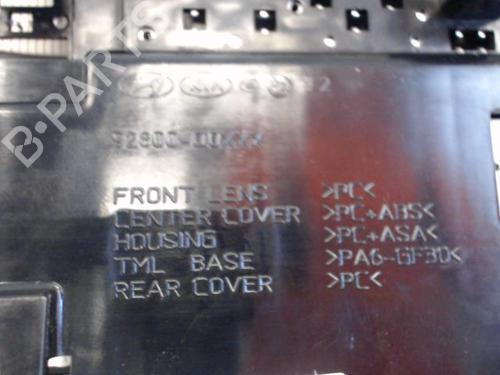 FRONT LENS >PC<
CENTER COVER >PC+ABS<
HOUSING >PC+ASA<
TML BASE >PA6-GF30<
REAR COVER >PC<